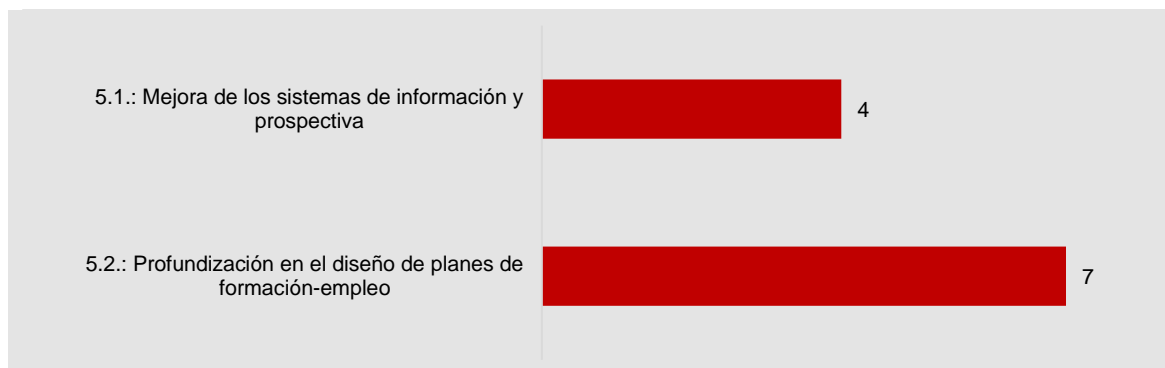 5.1.: Mejora de los sistemas de información y
prospectiva
4
5.2.: Profundización en el diseño de planes de
formación-empleo
7